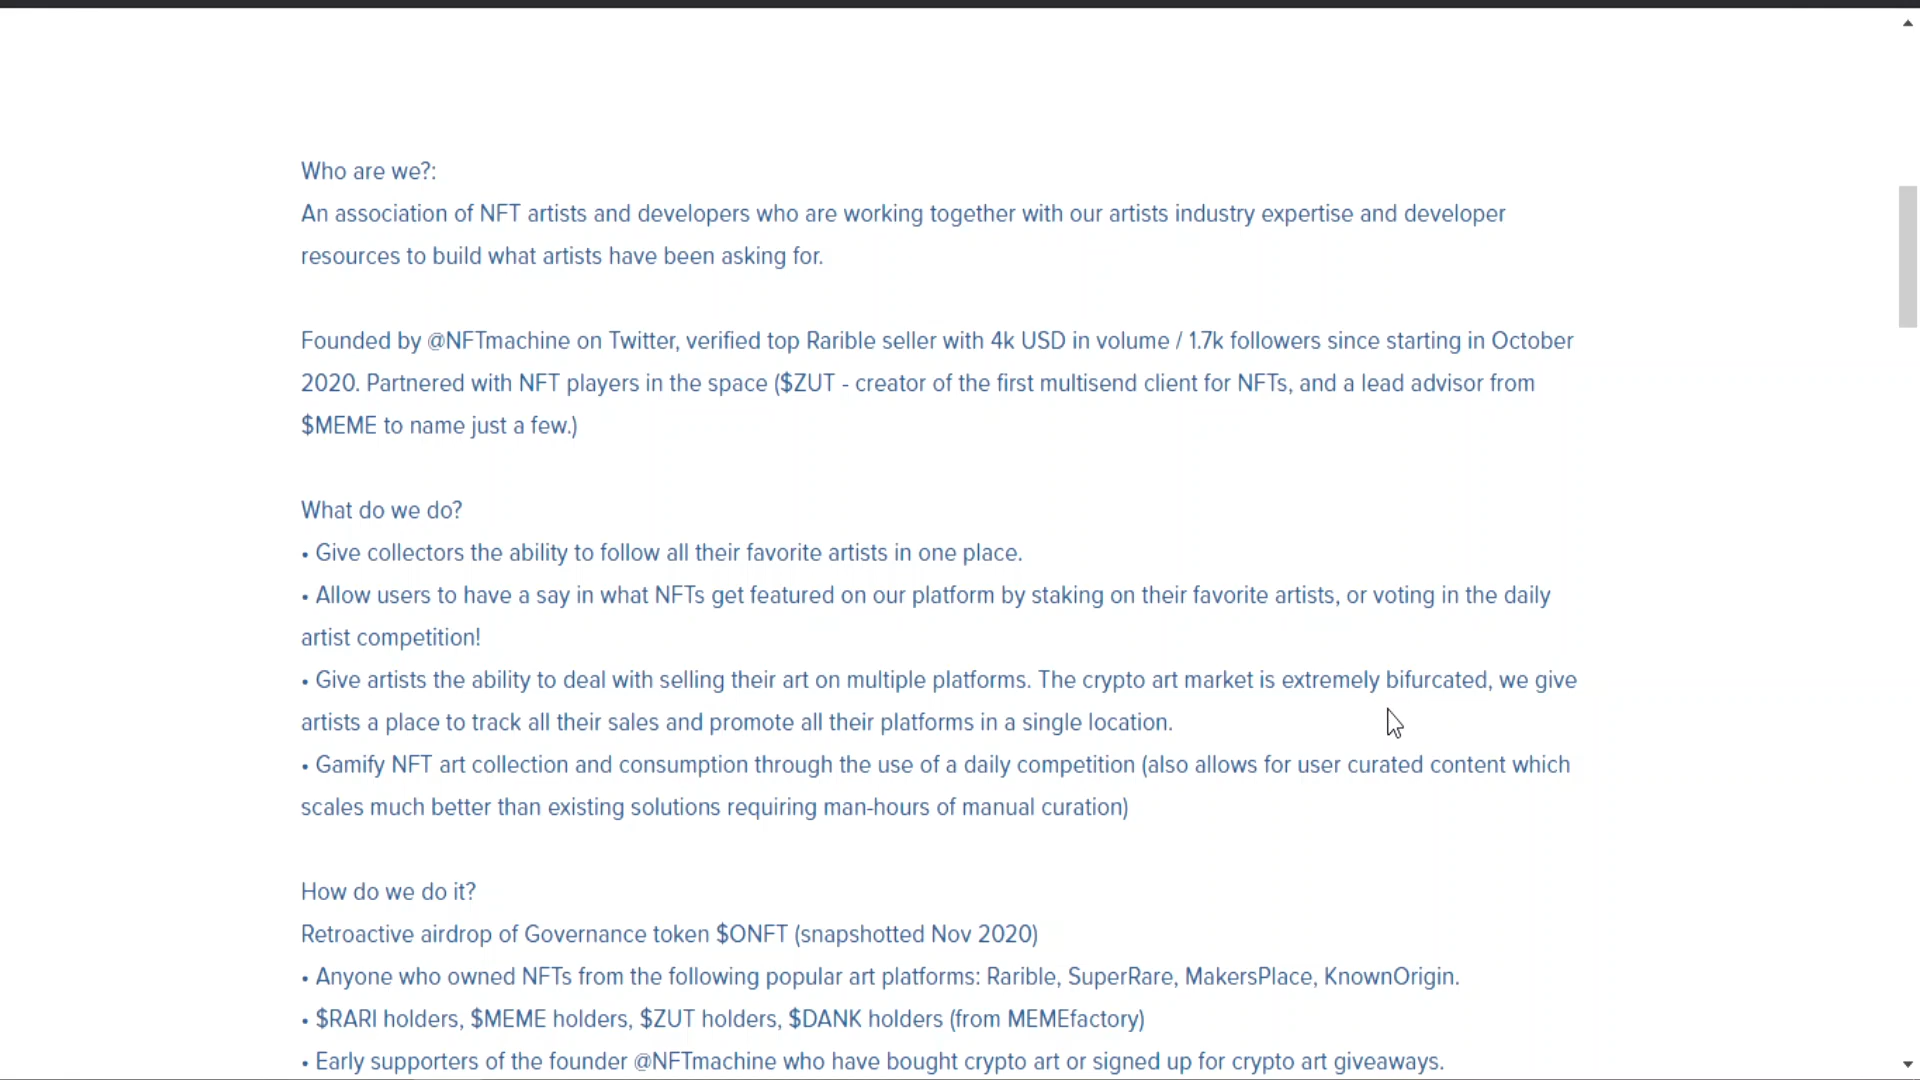 Who are we?:
An association of NFT artists and developers who are working together with our artists industry expertise and developer
resources to build what artists have been asking for.
Founded by @NFTmachine on Twitter, verified top Rarible seller with 4k USD in volume / 1.7k followers since starting in October
2020. Partnered with NFT players in the space ($ZUT - creator of the first multisend client for NFTs, and a lead advisor from
$MEME to name just a few.)
What do we do?
• Give collectors the ability to follow all their favorite artists in one place.
• Allow users to have a say in what NFTs get featured on our platform by staking on their favorite artists, or voting in the daily
artist competition!
• Give artists the ability to deal with selling their art on multiple platforms. The crypto art market is extremely bifurcated, we give
artists a place to track all their sales and promote all their platforms in a single location.
• Gamify NFT art collection and consumption through the use of a daily competition (also allows for user curated content which
scales much better than existing solutions requiring man-hours of manual curation)
How do we do it?
Retroactive airdrop of Governance token $ONFT (snapshotted Nov 2020)
• Anyone who owned NFTs from the following popular art platforms: Rarible, SuperRare, MakersPlace, KnownOrigin.
• $RARI holders, $MEME holders, $ZUT holders, $DANK holders (from MEMEfactory)
• Early supporters of the founder @NFTmachine who have bought crypto art or signed up for crypto art giveaways.